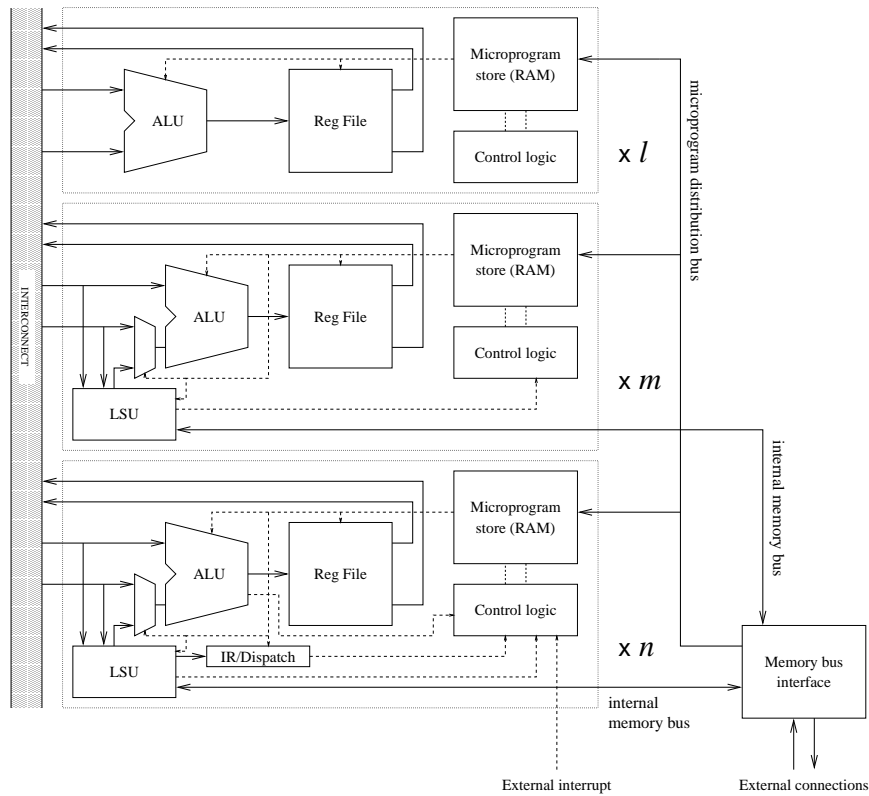 Microprogram
store (RAM)
ALU
Reg File
Control logic
x l
microprogram distribution bus
Microprogram
store (RAM)
ALU
Reg File
INTERCONNECT
Control logic
x m
LSU
internal memory bus
Microprogram
store (RAM)
ALU
Reg File
Control logic
x n
IR/Dispatch
LSU
Memory bus
interface
internal
memory bus
External interrupt
External connections